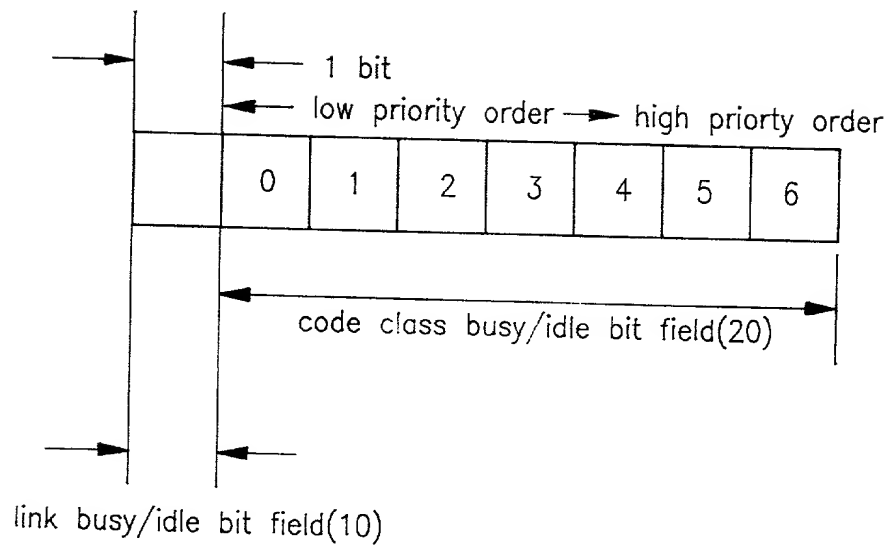 1 bit
low priority order
high priorty order
0 1 2 3 4 5 6
code class busy/idle bit field(20)
link busy/idle bit field(10)